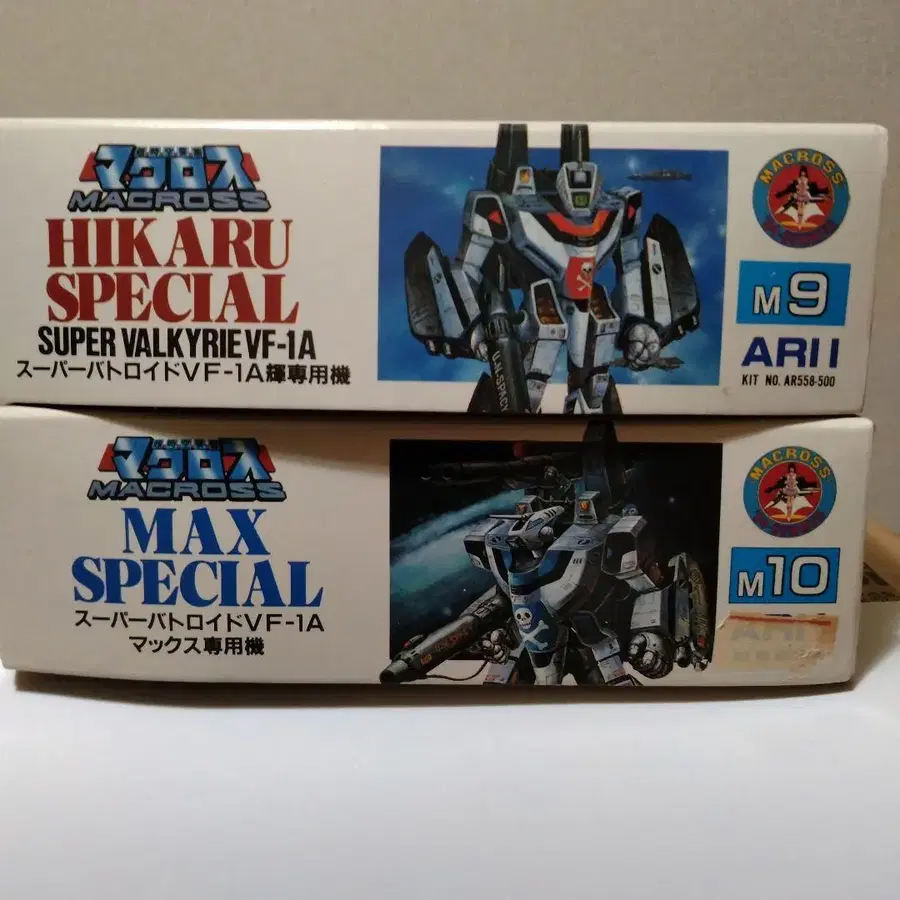 マクロス
MACROSS
HIKARU
SPECIAL
SUPER VALKYRIE VF-1A
スーパーバトロイドVF-1A輝専用機
U.N.SPACY
MACROSS
M9
ARII
KIT NO. AR558-500
マクロス
MACROSS
MAX
SPECIAL
スーパーバトロイドVF-1A
マックス専用機
MACROSS
M10
ARII